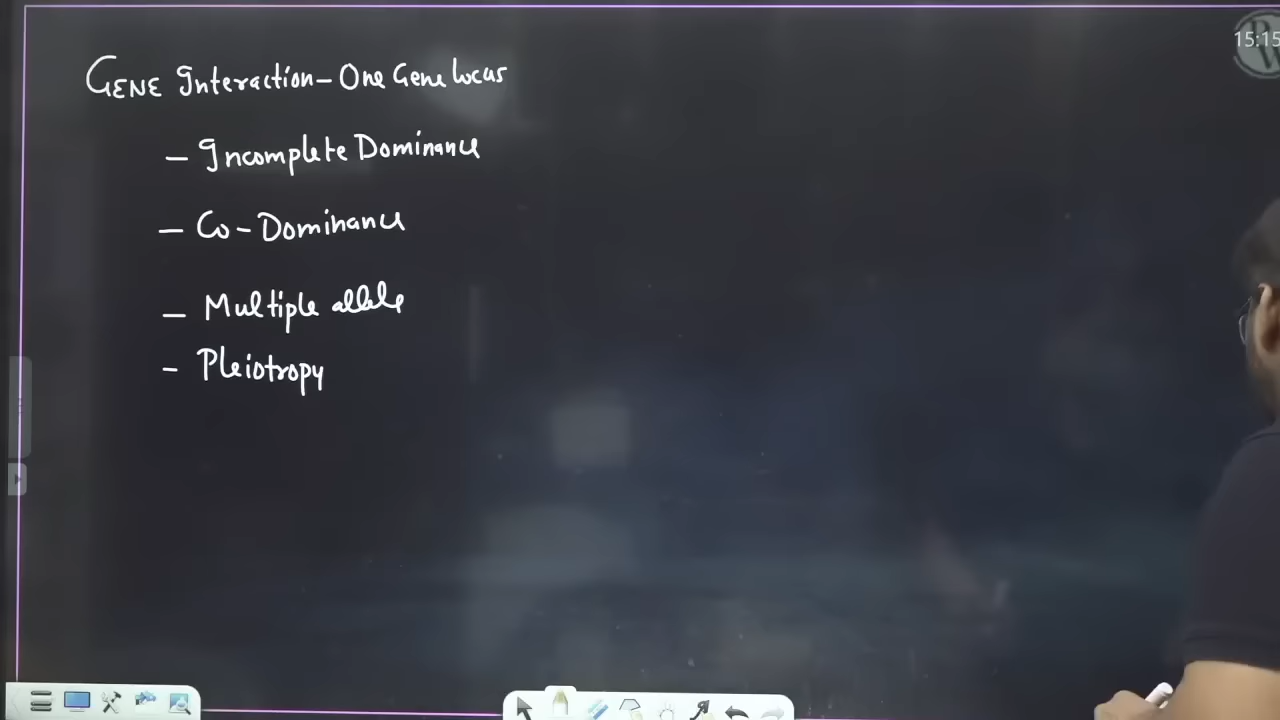 GENE Interaction - One Gene Locus
- Incomplete Dominance
- Co-Dominance
- Multiple allele
- Pleiotropy
15:15